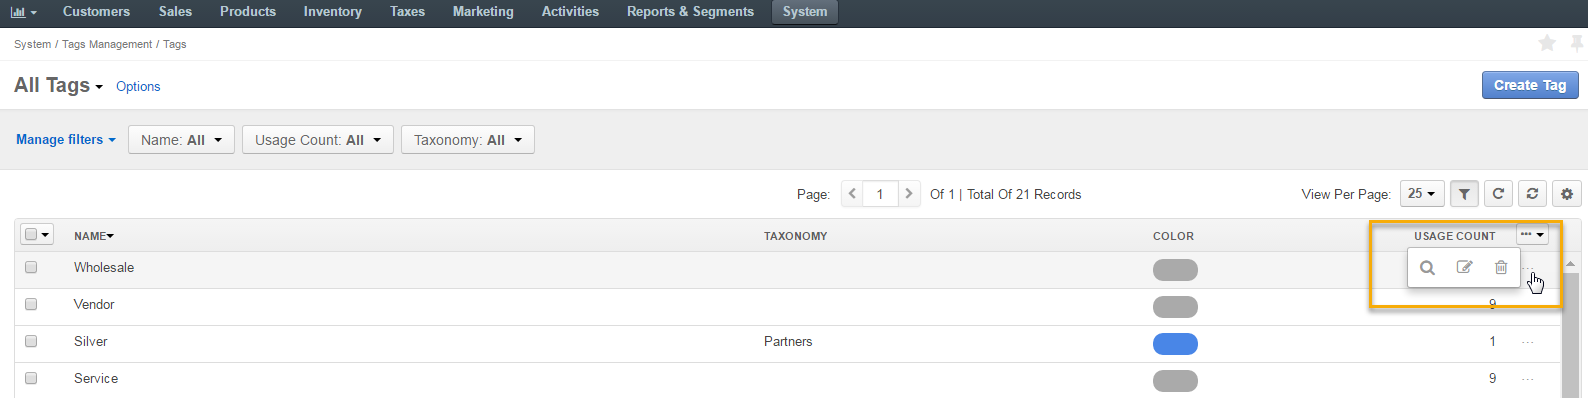 Customers Sales Products Inventory Taxes Marketing Activities Reports & Segments System
System / Tags Management / Tags
All Tags Options Create Tag
Manage filters Name: All Usage Count: All Taxonomy: All
Page: 1 Of 1 | Total Of 21 Records View Per Page: 25
NAME TAXONOMY COLOR USAGE COUNT ...
Wholesale ...
Vendor 9
Silver Partners 1 ...
Service 9 ...